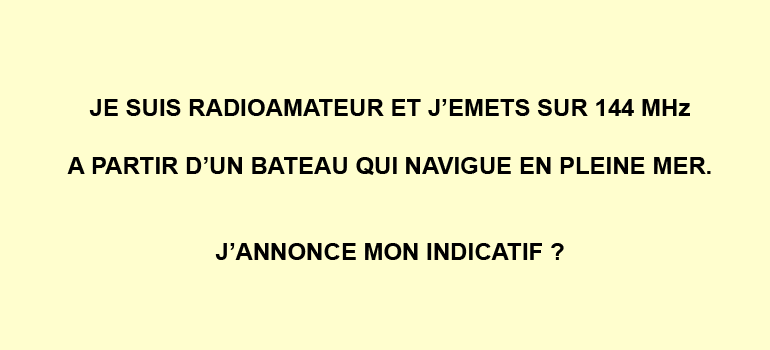 JE SUIS RADIOAMATEUR ET J’EMETS SUR 144 MHz
A PARTIR D’UN BATEAU QUI NAVIGUE EN PLEINE MER.
J’ANNONCE MON INDICATIF ?